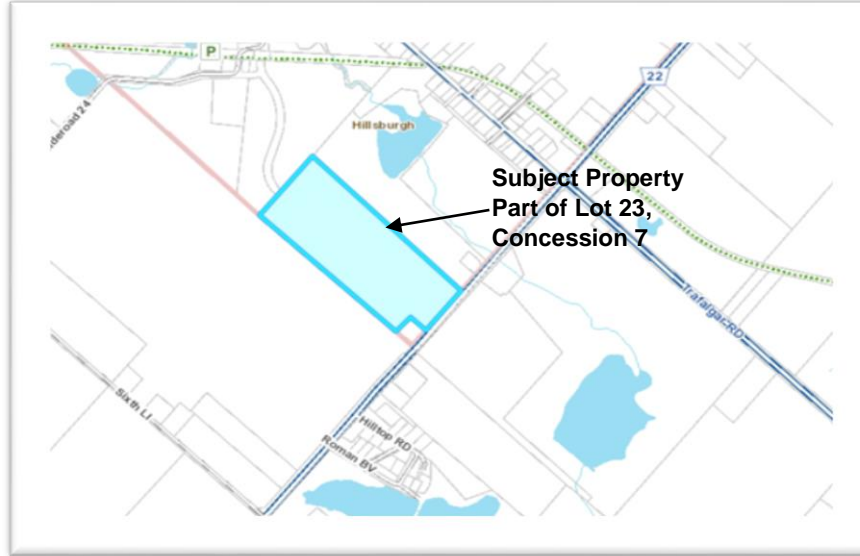 P
22
Hillsburgh
Subject Property
Part of Lot 23,
Concession 7
Trafalgar RD
Sixth LI
Hilltop RD
Roman BV